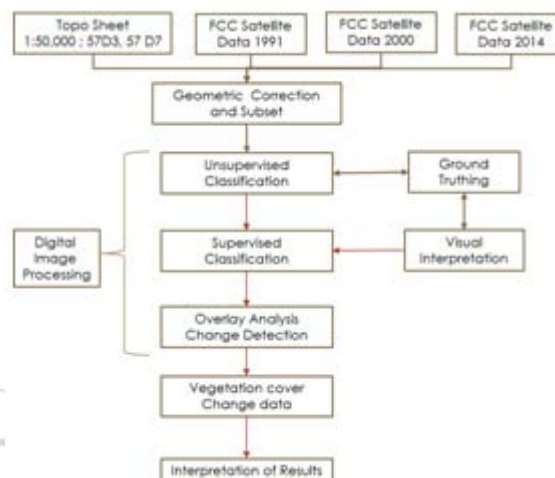 Topo Sheet
1:50,000 ; 57D3, 57 D7
FCC Satellite
Data 1991
FCC Satellite
Data 2000
FCC Satellite
Data 2014
Geometric Correction
and Subset
Unsupervised
Classification
Ground
Truthing
Digital
Image
Processing
Supervised
Classification
Visual
Interpretation
Overlay Analysis
Change Detection
Vegetation cover
Change data
Interpretation of Results